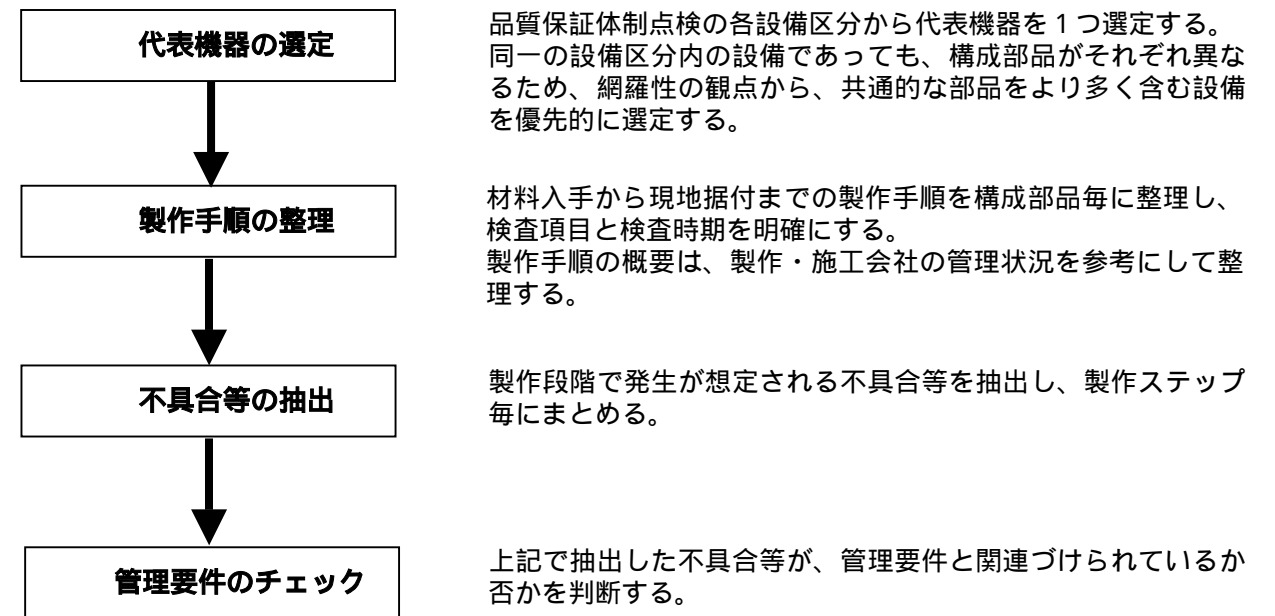 代表機器の選定
品質保証体制点検の各設備区分から代表機器を1つ選定する。
同一の設備区分内の設備であっても、構成部品がそれぞれ異な
るため、網羅性の観点から、共通的な部品をより多く含む設備
を優先的に選定する。
製作手順の整理
材料入手から現地据付までの製作手順を構成部品毎に整理し、
検査項目と検査時期を明確にする。
製作手順の概要は、製作・施工会社の管理状況を参考にして整
理する。
不具合等の抽出
製作段階で発生が想定される不具合等を抽出し、製作ステップ
毎にまとめる。
管理要件のチェック
上記で抽出した不具合等が、管理要件と関連づけられているか
否かを判断する。